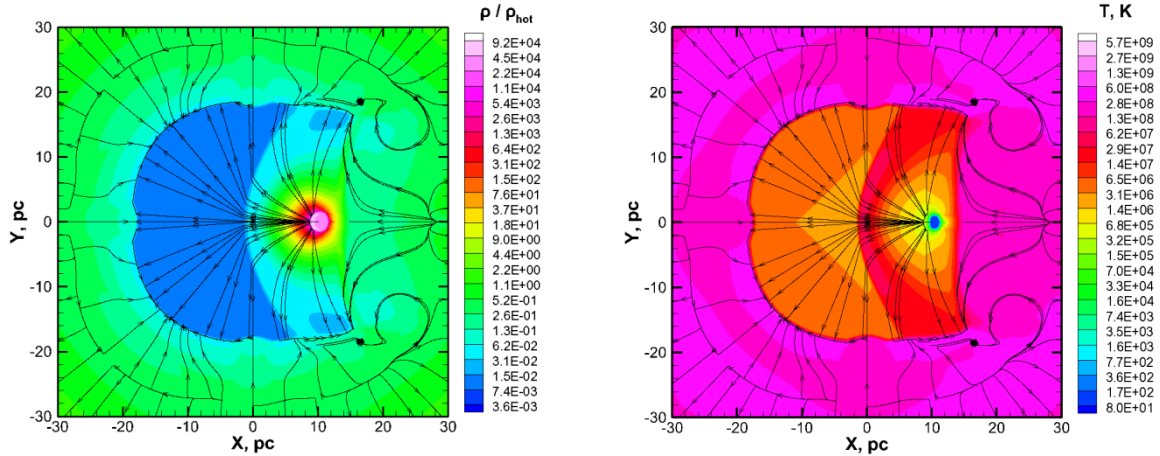 ρ / ρhot
9.2E+04
4.5E+04
2.2E+04
1.1E+04
5.4E+03
2.6E+03
1.3E+03
6.3E+02
3.1E+02
1.5E+02
7.6E+01
3.7E+01
1.8E+01
9.0E+00
4.4E+00
2.2E+00
1.1E+00
5.2E-01
2.6E-01
1.3E-01
6.2E-02
3.1E-02
1.5E-02
7.4E-03
3.6E-03
Y, pc
30
20
10
0
-10
-20
-30
-30 -20 -10 0 10 20 30
X, pc
T, K
5.7E+09
2.7E+09
1.3E+09
6.0E+08
2.8E+08
1.3E+08
6.2E+07
2.9E+07
1.4E+07
6.5E+06
3.1E+06
1.4E+06
6.8E+05
3.2E+05
1.5E+05
7.0E+04
3.3E+04
1.6E+04
7.4E+03
3.5E+03
1.6E+03
7.7E+02
3.6E+02
1.7E+02
8.0E+01
Y, pc
30
20
10
0
-10
-20
-30
-30 -20 -10 0 10 20 30
X, pc